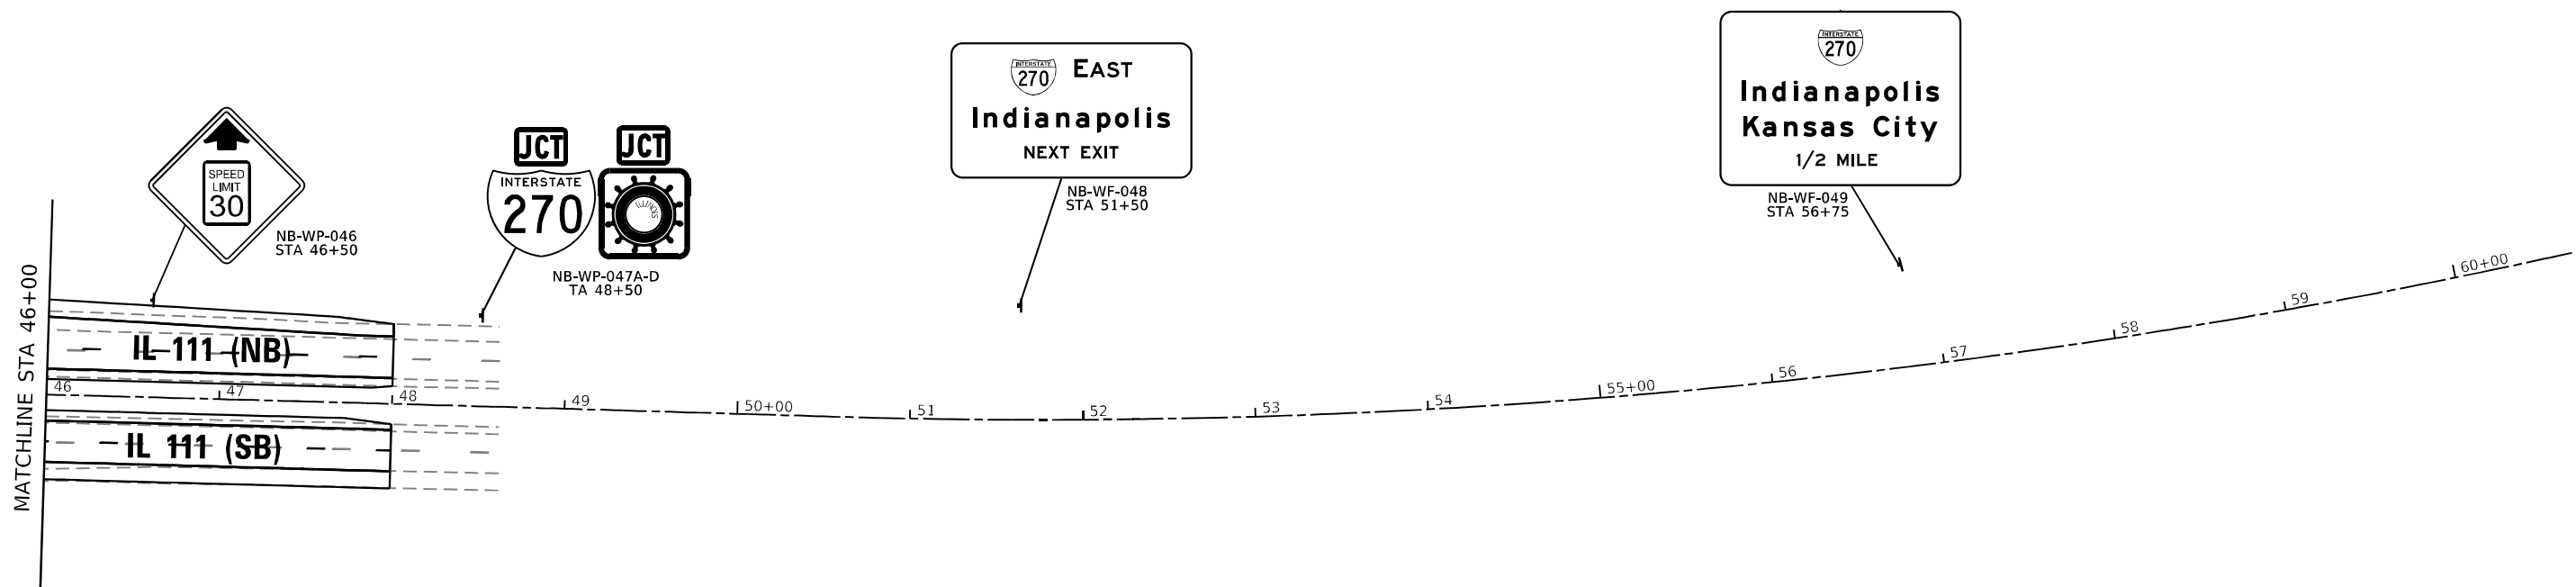 MATCHLINE STA 46+00
SPEED
LIMIT
30
NB-WP-046
STA 46+50
JCT
INTERSTATE
270
JCT
ILLINOIS
NB-WP-047A-D
TA 48+50
INTERSTATE
270 EAST
Indianapolis
NEXT EXIT
NB-WF-048
STA 51+50
INTERSTATE
270
Indianapolis
Kansas City
1/2 MILE
NB-WF-049
STA 56+75
IL 111 (NB)
46
47
48
49
50+00
51
52
53
54
55+00
56
57
58
59
60+00
IL 111 (SB)